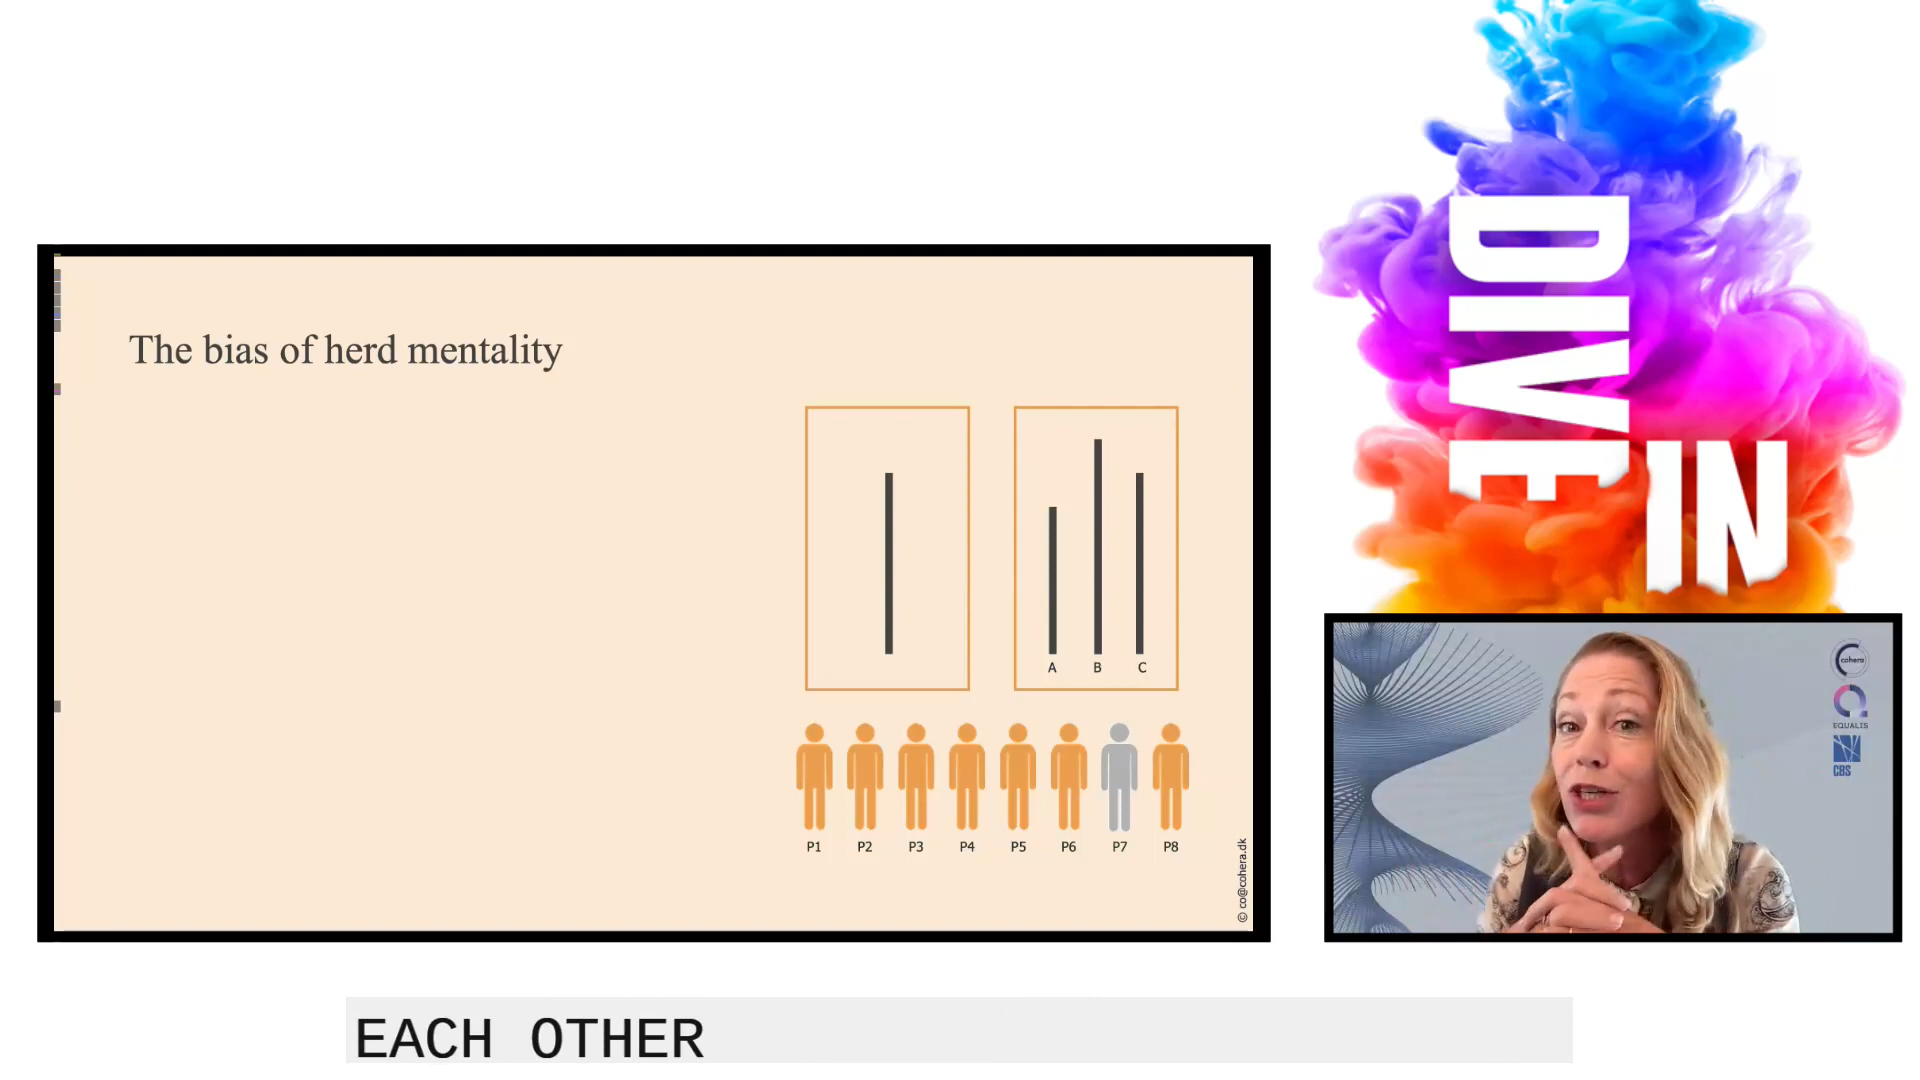 The bias of herd mentality
A B C
P1 P2 P3 P4 P5 P6 P7 P8
© co@cohera.dk
DIVE
IN
cohera
EQUALIS
CBS
EACH OTHER